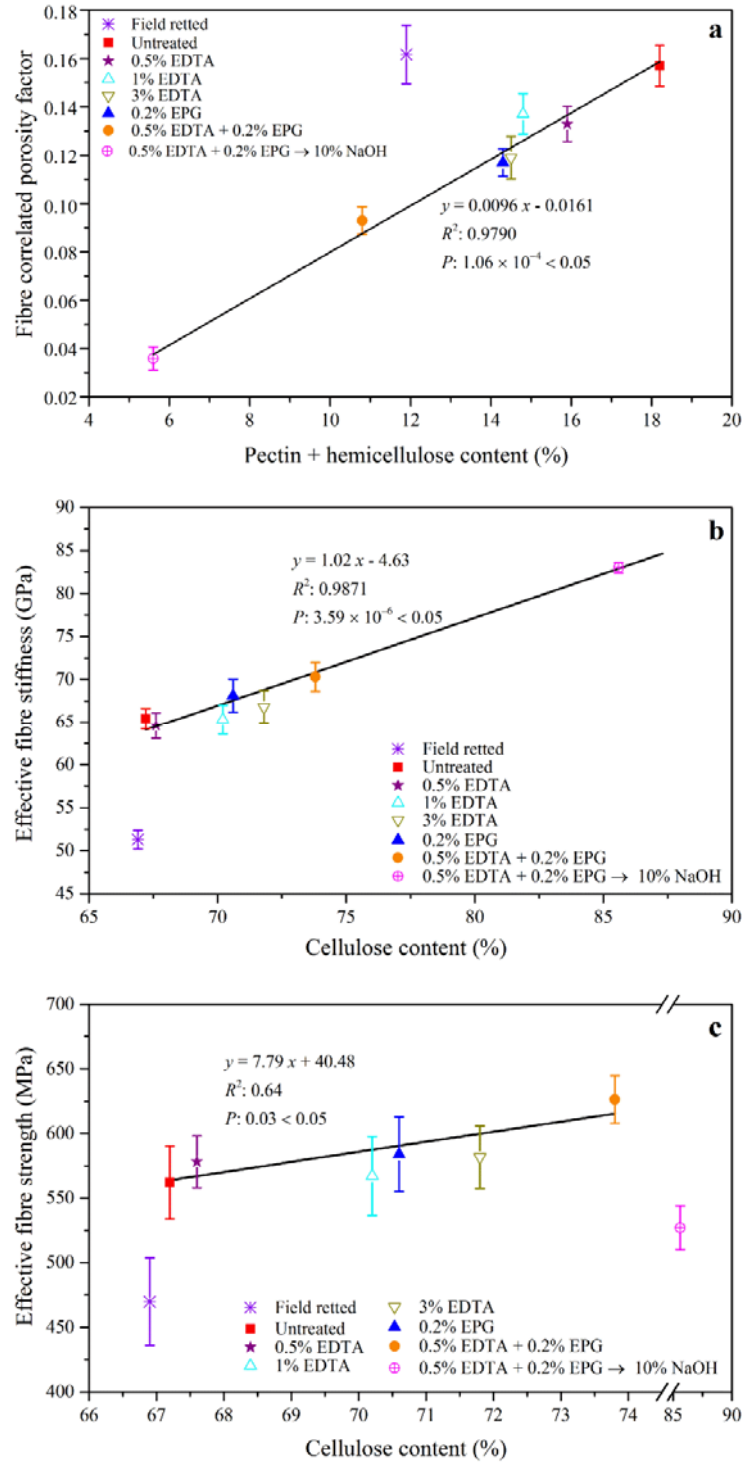 a
Field retted
Untreated
0.5% EDTA
1% EDTA
3% EDTA
0.2% EPG
0.5% EDTA + 0.2% EPG
0.5% EDTA + 0.2% EPG → 10% NaOH
y = 0.0096 x - 0.0161
R²: 0.9790
P: 1.06 × 10⁻⁴ < 0.05
Fibre correlated porosity factor
0.18
0.16
0.14
0.12
0.10
0.08
0.06
0.04
0.02
4 6 8 10 12 14 16 18 20
Pectin + hemicellulose content (%)
b
y = 1.02 x - 4.63
R²: 0.9871
P: 3.59 × 10⁻⁶ < 0.05
Field retted
Untreated
0.5% EDTA
1% EDTA
3% EDTA
0.2% EPG
0.5% EDTA + 0.2% EPG
0.5% EDTA + 0.2% EPG → 10% NaOH
Effective fibre stiffness (GPa)
90
85
80
75
70
65
60
55
50
45
65 70 75 80 85 90
Cellulose content (%)
c
y = 7.79 x + 40.48
R²: 0.64
P: 0.03 < 0.05
Field retted
Untreated
0.5% EDTA
1% EDTA
3% EDTA
0.2% EPG
0.5% EDTA + 0.2% EPG
0.5% EDTA + 0.2% EPG → 10% NaOH
Effective fibre strength (MPa)
700
650
600
550
500
450
400
66 67 68 69 70 71 72 73 74 85 90
Cellulose content (%)